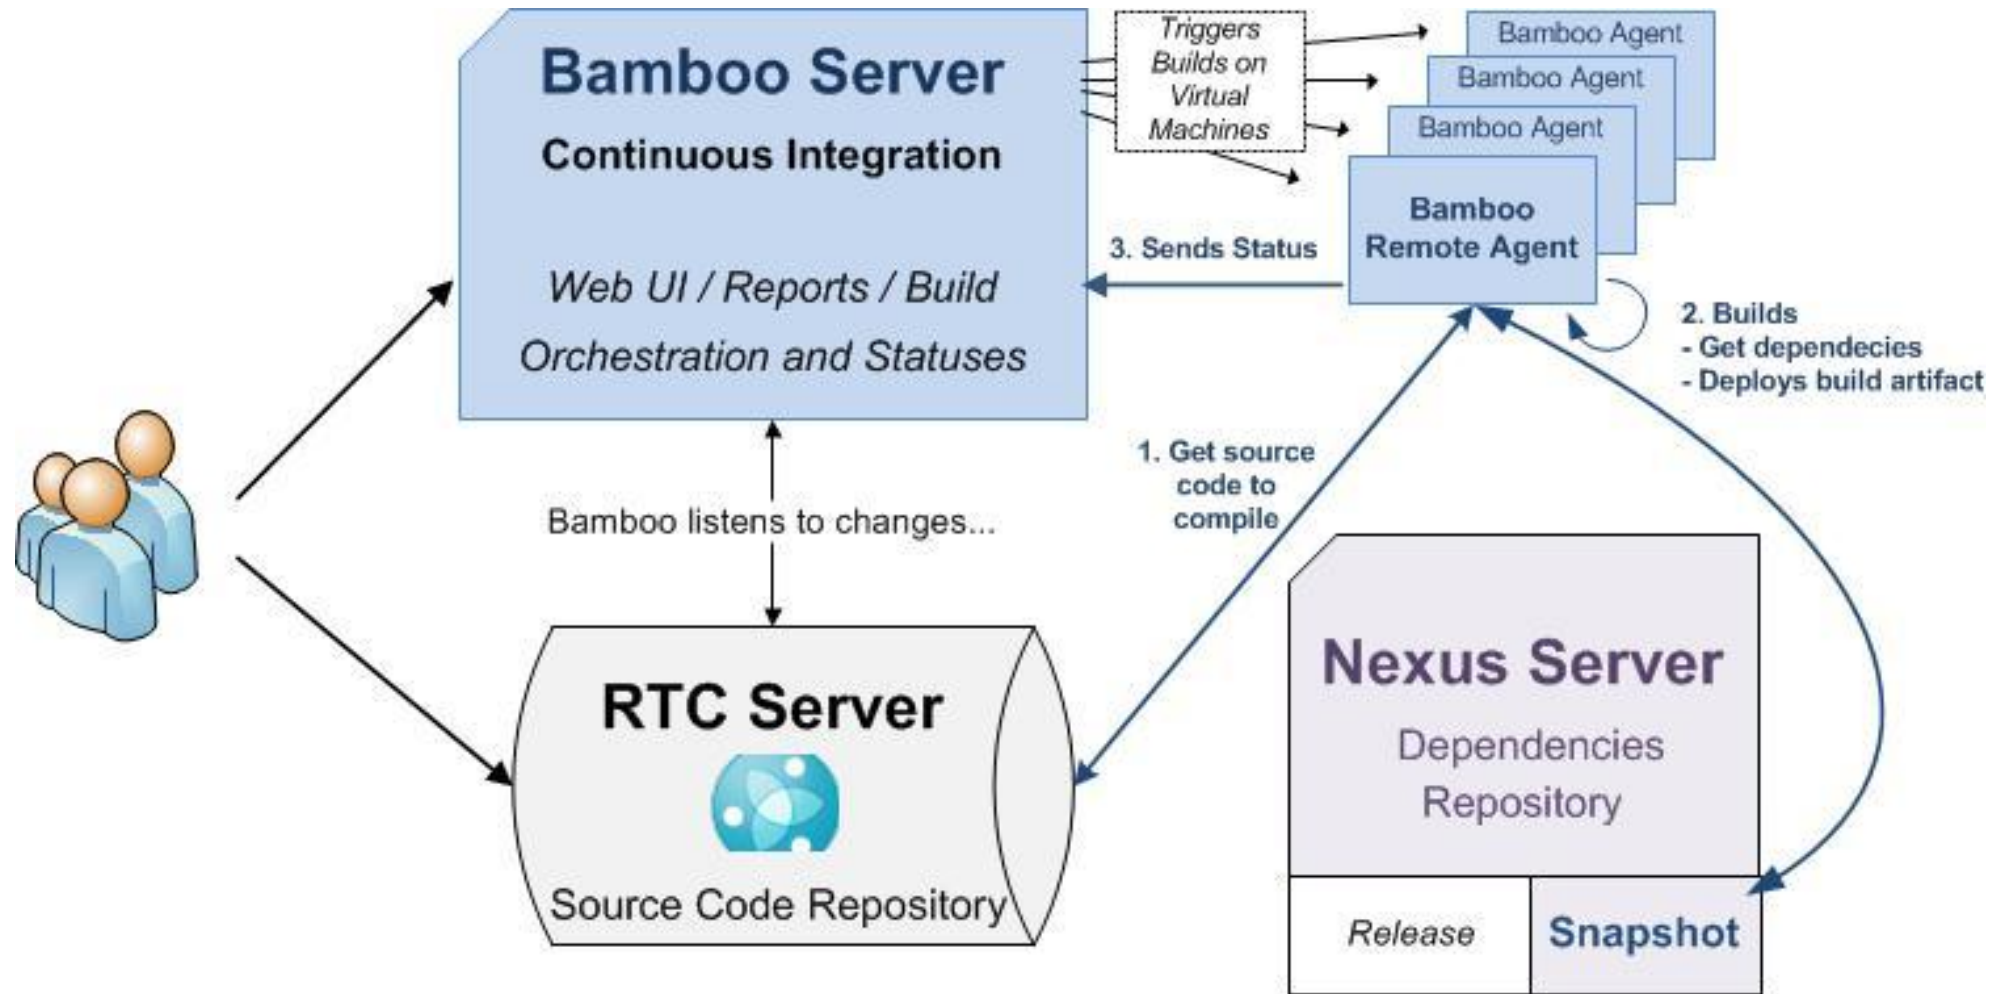 Bamboo Server
Continuous Integration
Web UI / Reports / Build
Orchestration and Statuses
Triggers
Builds on
Virtual
Machines
Bamboo Agent
Bamboo Agent
Bamboo Agent
Bamboo
Remote Agent
3. Sends Status
2. Builds
- Get dependecies
- Deploys build artifact
1. Get source
code to
compile
Bamboo listens to changes...
RTC Server
Source Code Repository
Nexus Server
Dependencies
Repository
Release
Snapshot